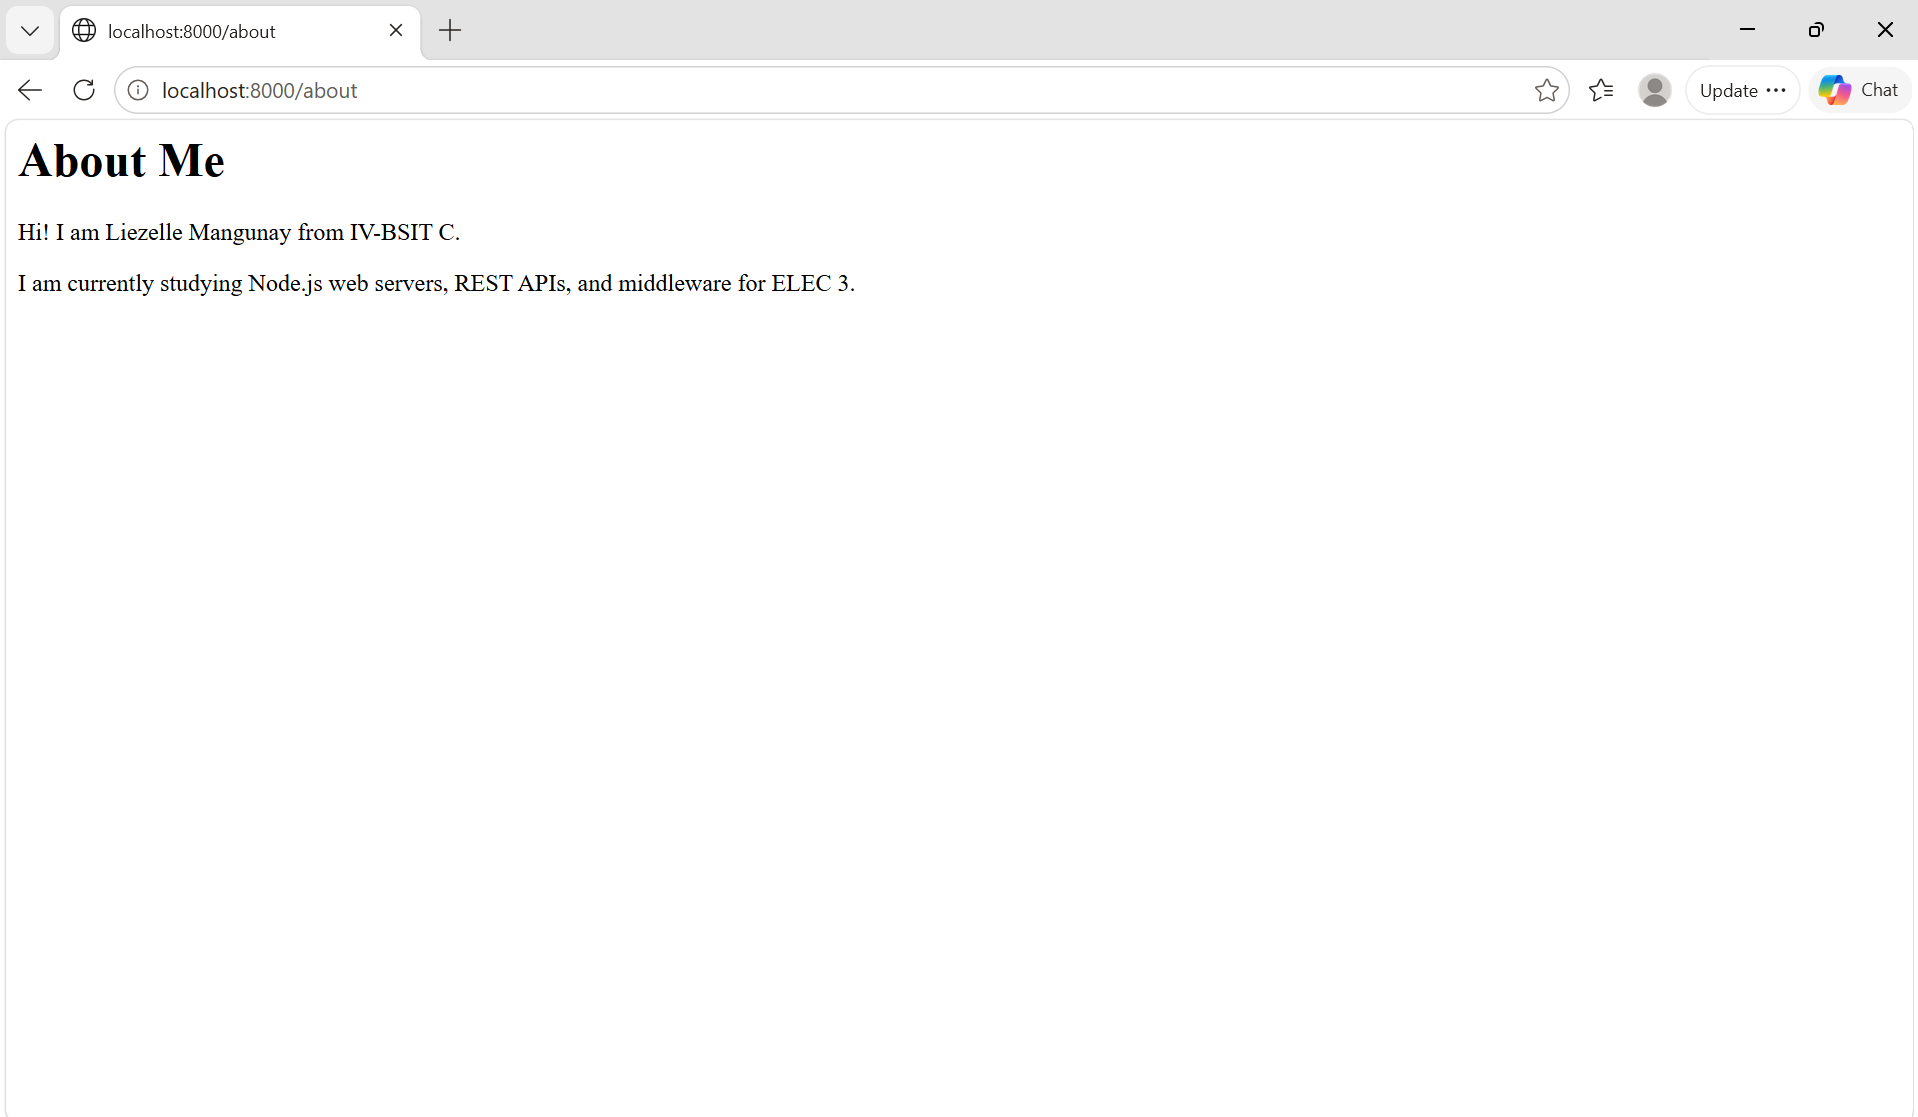 localhost:8000/about
localhost:8000/about
Update
Chat
About Me
Hi! I am Liezelle Mangunay from IV-BSIT C.
I am currently studying Node.js web servers, REST APIs, and middleware for ELEC 3.